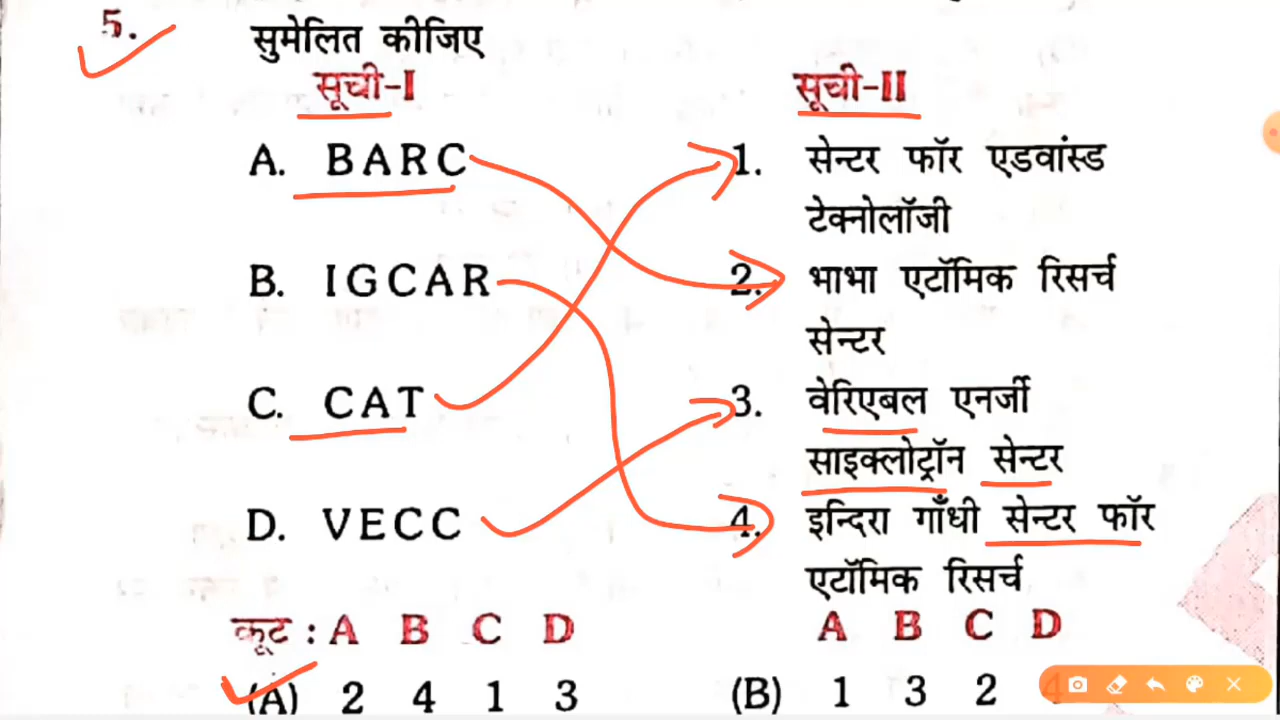 5. सुमेलित कीजिए
सूची-I सूची-II
A. BARC 1. सेन्टर फॉर एडवांस्ड
टेक्नोलॉजी
B. IGCAR 2. भाभा एटॉमिक रिसर्च
सेन्टर
C. CAT 3. वेरिएबल एनर्जी
साइक्लोट्रॉन सेन्टर
D. VECC 4. इन्दिरा गाँधी सेन्टर फॉर
एटॉमिक रिसर्च
कूट : A B C D A B C D
(A) 2 4 1 3 (B) 1 3 2 4